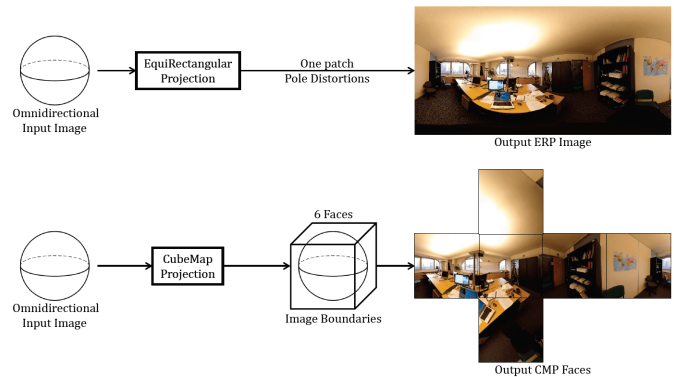 EquiRectangular
Projection
One patch
Pole Distortions
Omnidirectional
Input Image
Output ERP Image
6 Faces
CubeMap
Projection
Omnidirectional
Input Image
Image Boundaries
Output CMP Faces